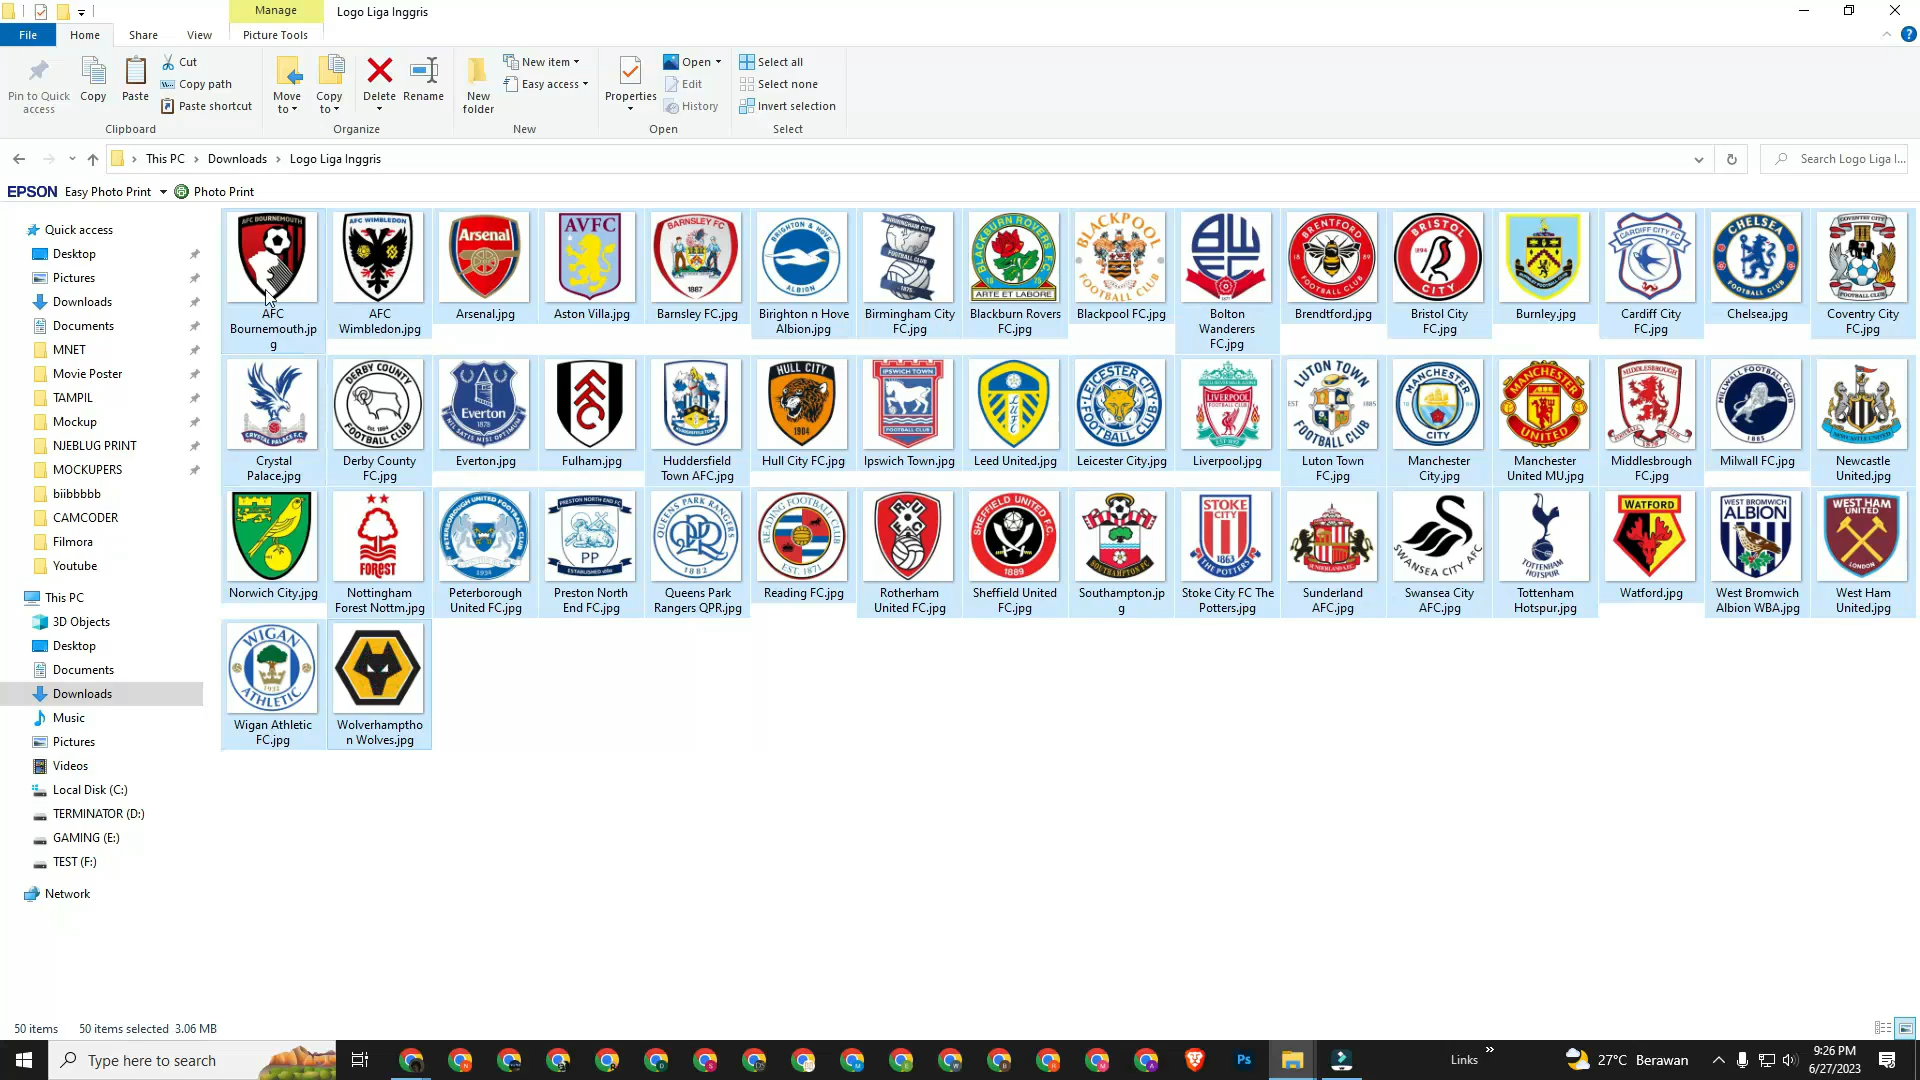 Manage
Logo Liga Inggris
File
Home
Share
View
Picture Tools
Pin to Quick
access
Copy
Paste
Cut
Copy path
Paste shortcut
Move
to
Copy
to
Delete
Rename
New
folder
New item
Easy access
Properties
Open
Edit
History
Select all
Select none
Invert selection
Clipboard
Organize
New
Open
Select
This PC
Downloads
Logo Liga Inggris
Search Logo Liga I...
EPSON Easy Photo Print
Photo Print
Quick access
Desktop
Pictures
Downloads
Documents
MNET
Movie Poster
TAMPIL
Mockup
NJEBLUG PRINT
MOCKUPERS
biibbbbb
CAMCODER
Filmora
Youtube
This PC
3D Objects
Desktop
Documents
Downloads
Music
Pictures
Videos
Local Disk (C:)
TERMINATOR (D:)
GAMING (E:)
TEST (F:)
Network
AFC
Bournemouth.jp
g
AFC
Wimbledon.jpg
Arsenal.jpg
Aston Villa.jpg
Barnsley FC.jpg
Birighton n Hove
Albion.jpg
Birmingham City
FC.jpg
Blackburn Rovers
FC.jpg
Blackpool FC.jpg
Bolton
Wanderers
FC.jpg
Brendtford.jpg
Bristol City
FC.jpg
Burnley.jpg
Cardiff City
FC.jpg
Chelsea.jpg
Coventry City
FC.jpg
Crystal
Palace.jpg
Derby County
FC.jpg
Everton.jpg
Fulham.jpg
Huddersfield
Town AFC.jpg
Hull City FC.jpg
Ipswich Town.jpg
Leed United.jpg
Leicester City.jpg
Liverpool.jpg
Luton Town
FC.jpg
Manchester
City.jpg
Manchester
United MU.jpg
Middlesbrough
FC.jpg
Milwall FC.jpg
Newcastle
United.jpg
Norwich City.jpg
Nottingham
Forest Nottm.jpg
Peterborough
United FC.jpg
Preston North
End FC.jpg
Queens Park
Rangers QPR.jpg
Reading FC.jpg
Rotherham
United FC.jpg
Sheffield United
FC.jpg
Southampton.jp
g
Stoke City FC The
Potters.jpg
Sunderland
AFC.jpg
Swansea City
AFC.jpg
Tottenham
Hotspur.jpg
Watford.jpg
West Bromwich
Albion WBA.jpg
West Ham
United.jpg
Wigan Athletic
FC.jpg
Wolverhamptho
n Wolves.jpg
50 items
50 items selected 3.06 MB
Type here to search
Ps
Links
27°C Berawan
9:26 PM
6/27/2023